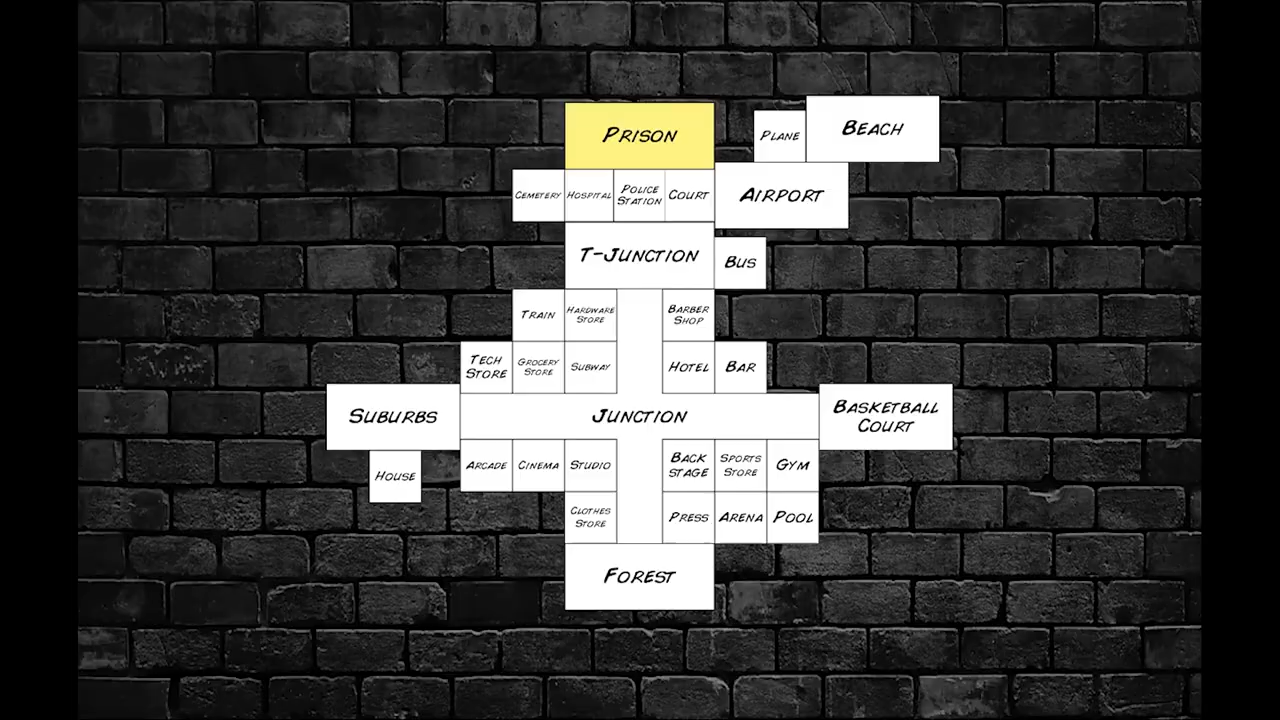 PRISON
PLANE
BEACH
CEMETERY
HOSPITAL
POLICE
STATION
COURT
AIRPORT
T-JUNCTION
BUS
TRAIN
HARDWARE
STORE
BARBER
SHOP
TECH
STORE
GROCERY
STORE
SUBWAY
HOTEL
BAR
SUBURBS
JUNCTION
BASKETBALL
COURT
HOUSE
ARCADE
CINEMA
STUDIO
BACK
STAGE
SPORTS
STORE
GYM
CLOTHES
STORE
PRESS
ARENA
POOL
FOREST